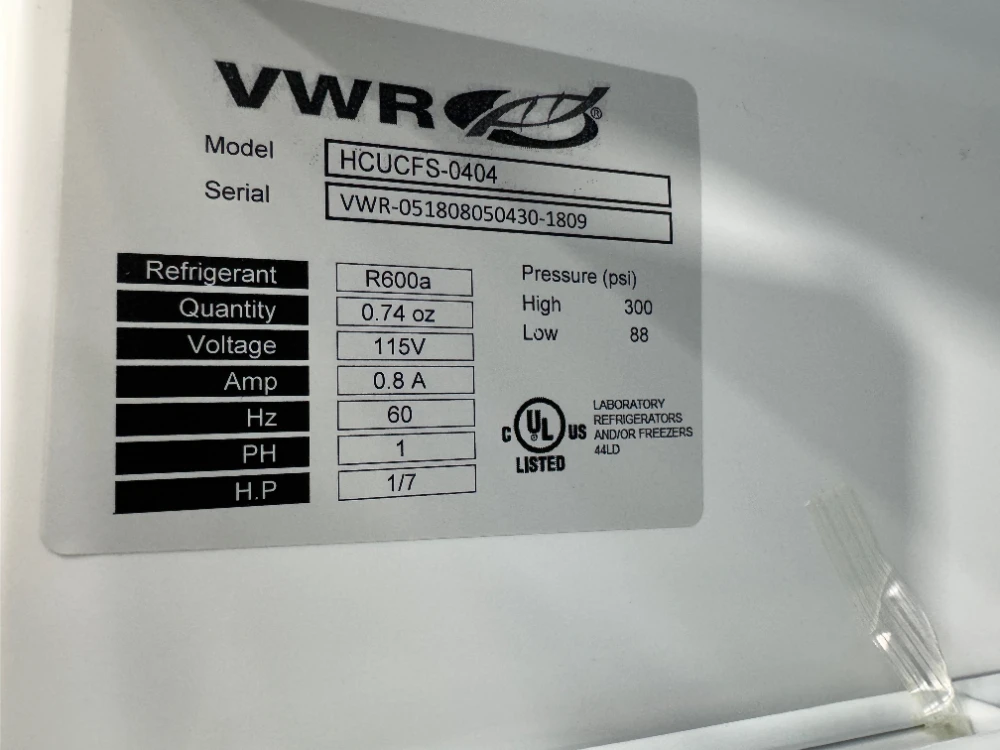 VWR ®
Model HCUCFS-0404
Serial VWR-051808050430-1809
Refrigerant R600a
Quantity 0.74 oz
Voltage 115V
Amp 0.8 A
Hz 60
PH 1
H.P 1/7
Pressure (psi)
High 300
Low 88
C UL ® US
LISTED
LABORATORY
REFRIGERATORS
AND/OR FREEZERS
44LD